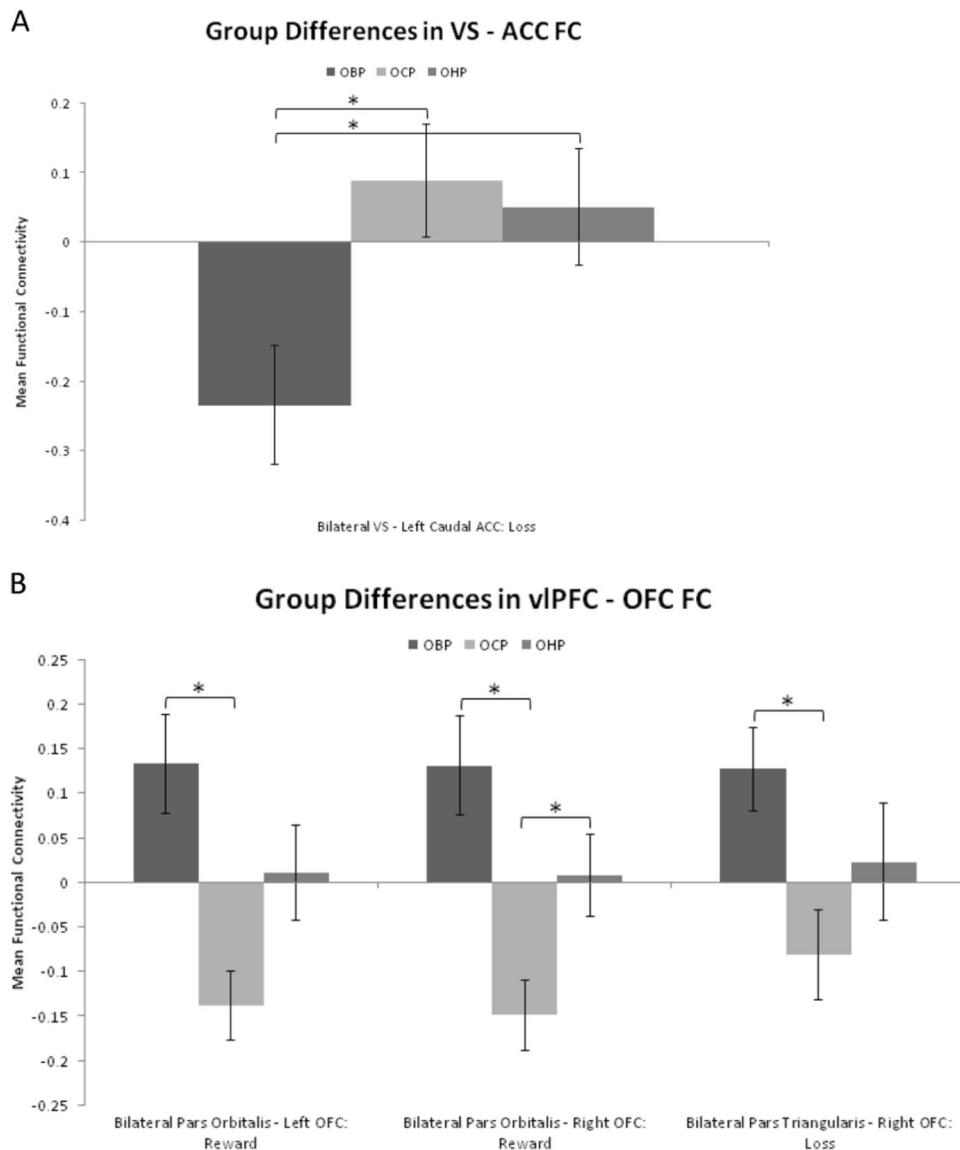 A
Group Differences in VS - ACC FC
OBP OCP OHP
*
*
Mean Functional Connectivity
0.2
0.1
0
-0.1
-0.2
-0.3
-0.4
Bilateral VS - Left Caudal ACC: Loss
B
Group Differences in vlPFC - OFC FC
OBP OCP OHP
* * *
*
Mean Functional Connectivity
0.25
0.2
0.15
0.1
0.05
0
-0.05
-0.1
-0.15
-0.2
-0.25
Bilateral Pars Orbitalis - Left OFC:
Reward
Bilateral Pars Orbitalis - Right OFC:
Reward
Bilateral Pars Triangularis - Right OFC:
Loss